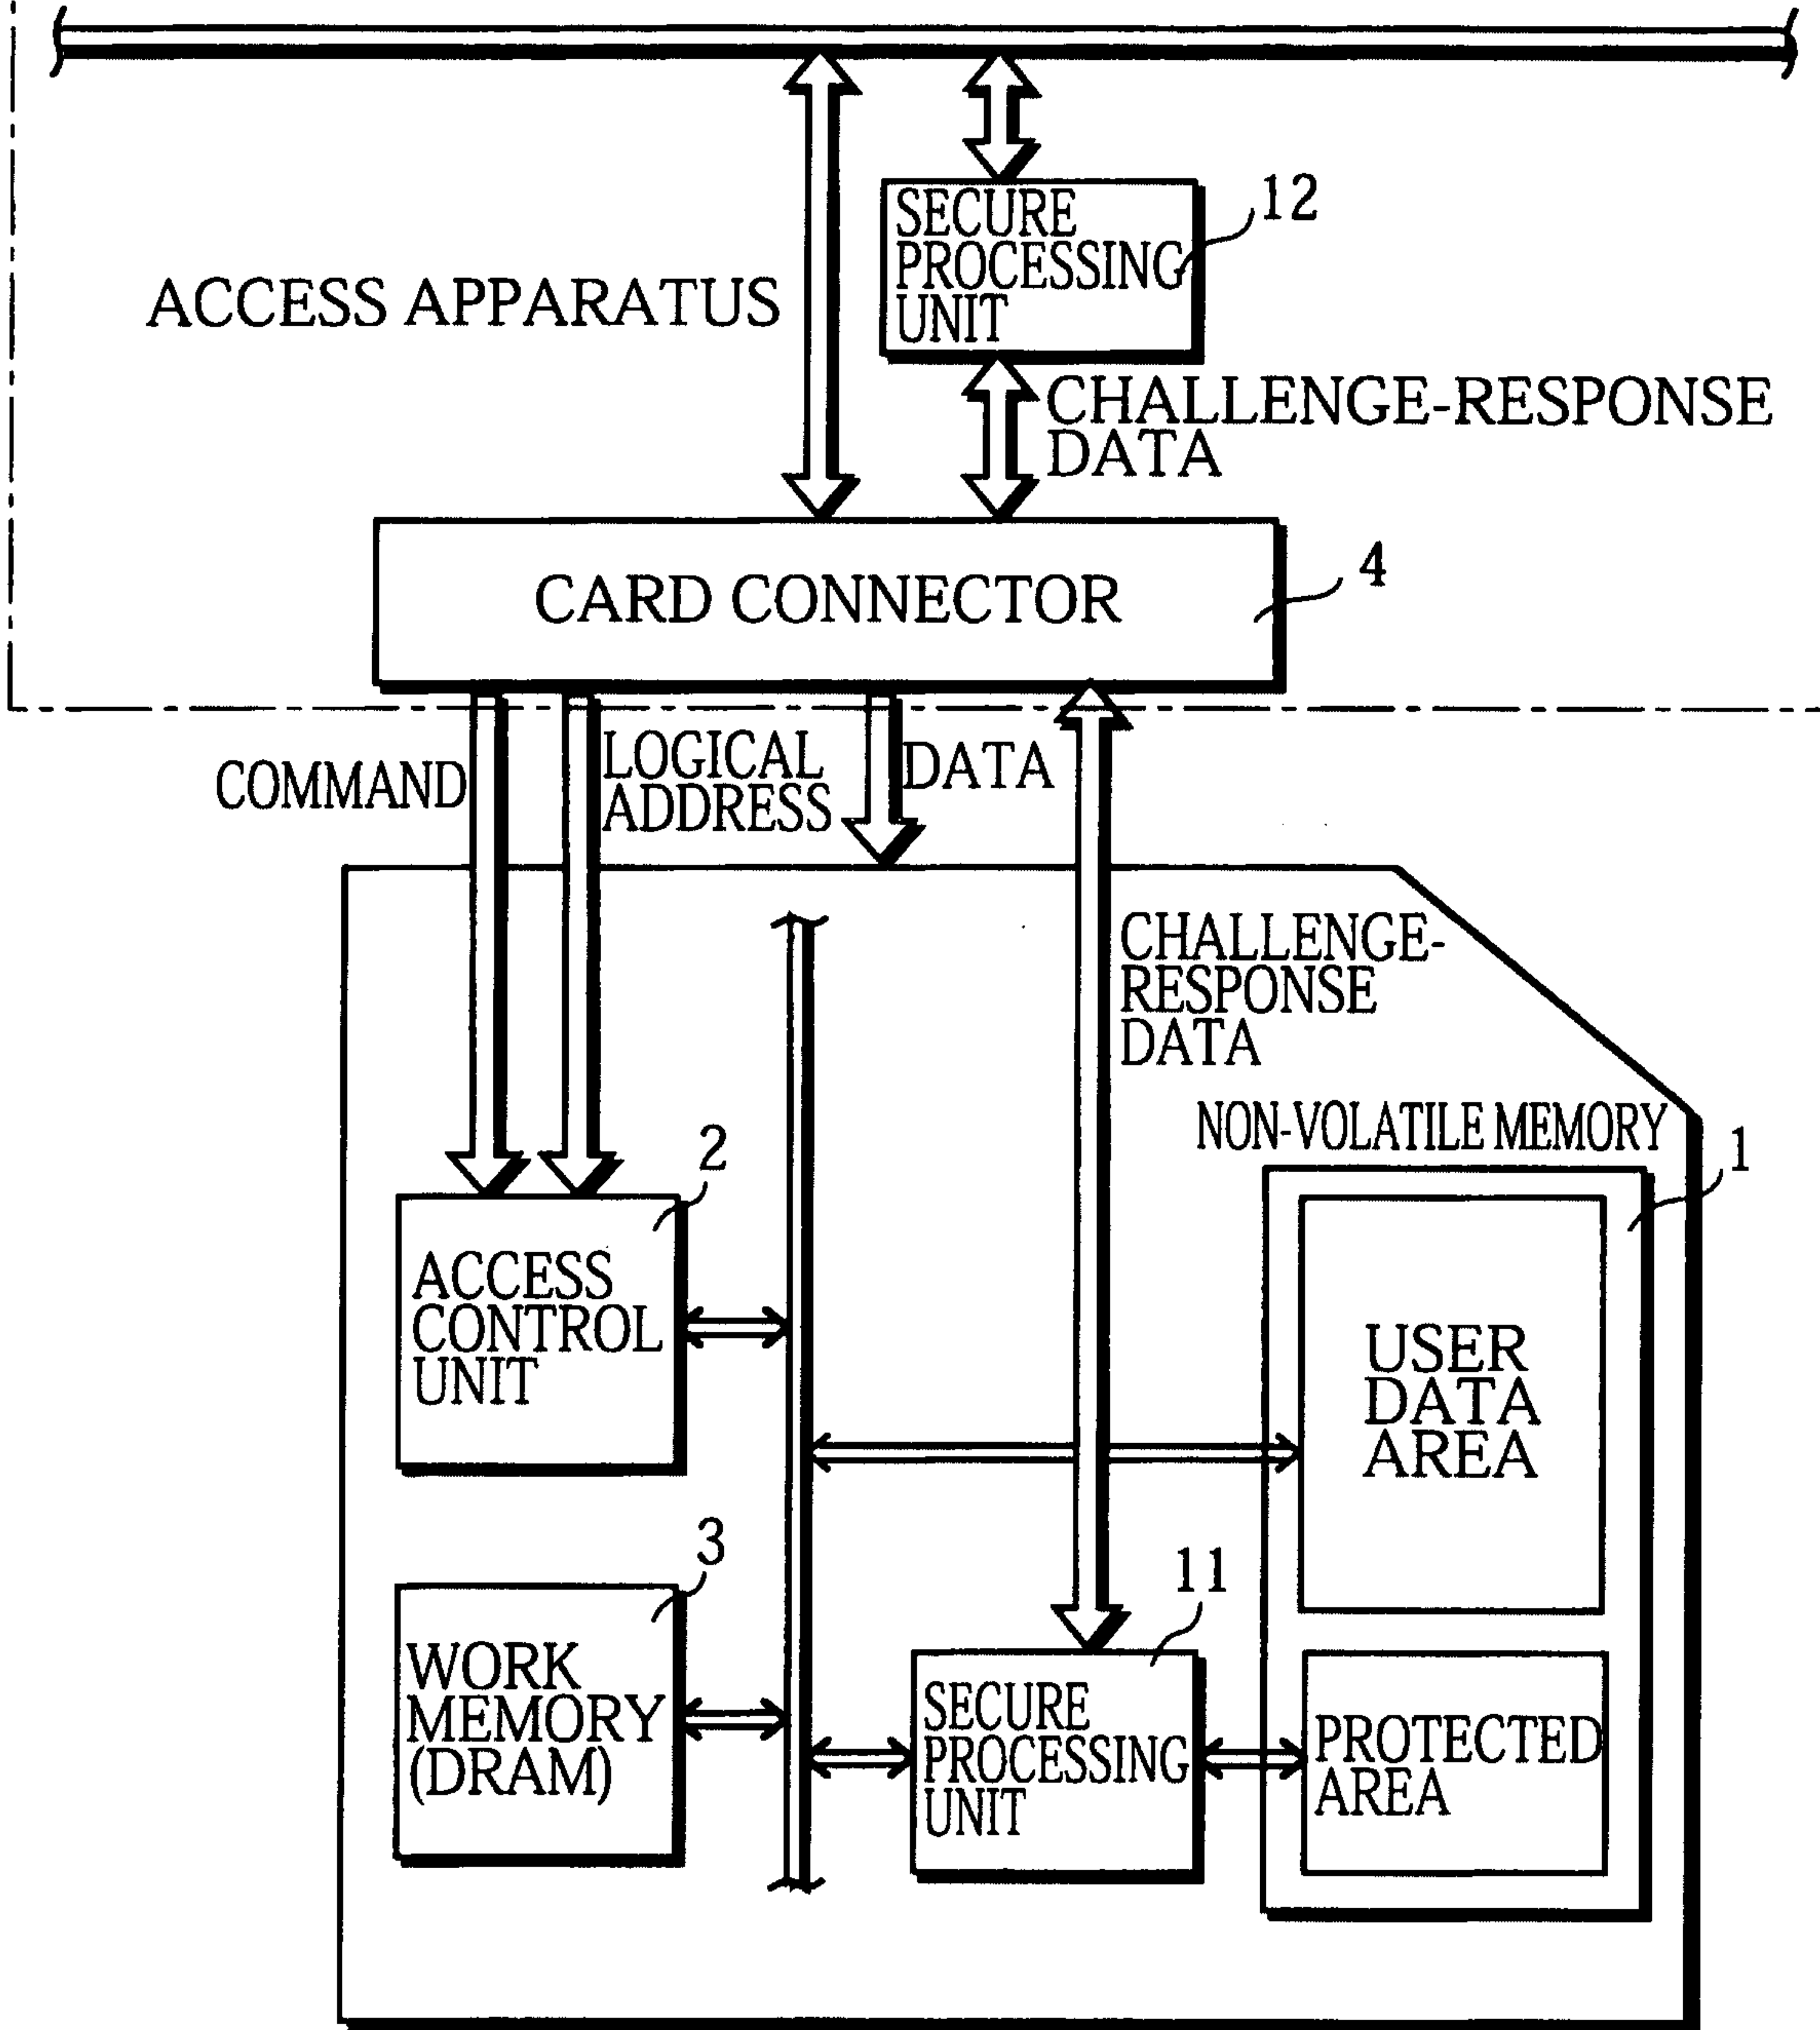 SECURE
PROCESSING
UNIT
12
ACCESS APPARATUS
CHALLENGE-RESPONSE
DATA
CARD CONNECTOR
4
COMMAND
LOGICAL
ADDRESS
DATA
CHALLENGE-
RESPONSE
DATA
NON-VOLATILE MEMORY
1
2
ACCESS
CONTROL
UNIT
USER
DATA
AREA
3
WORK
MEMORY
(DRAM)
11
SECURE
PROCESSING
UNIT
PROTECTED
AREA